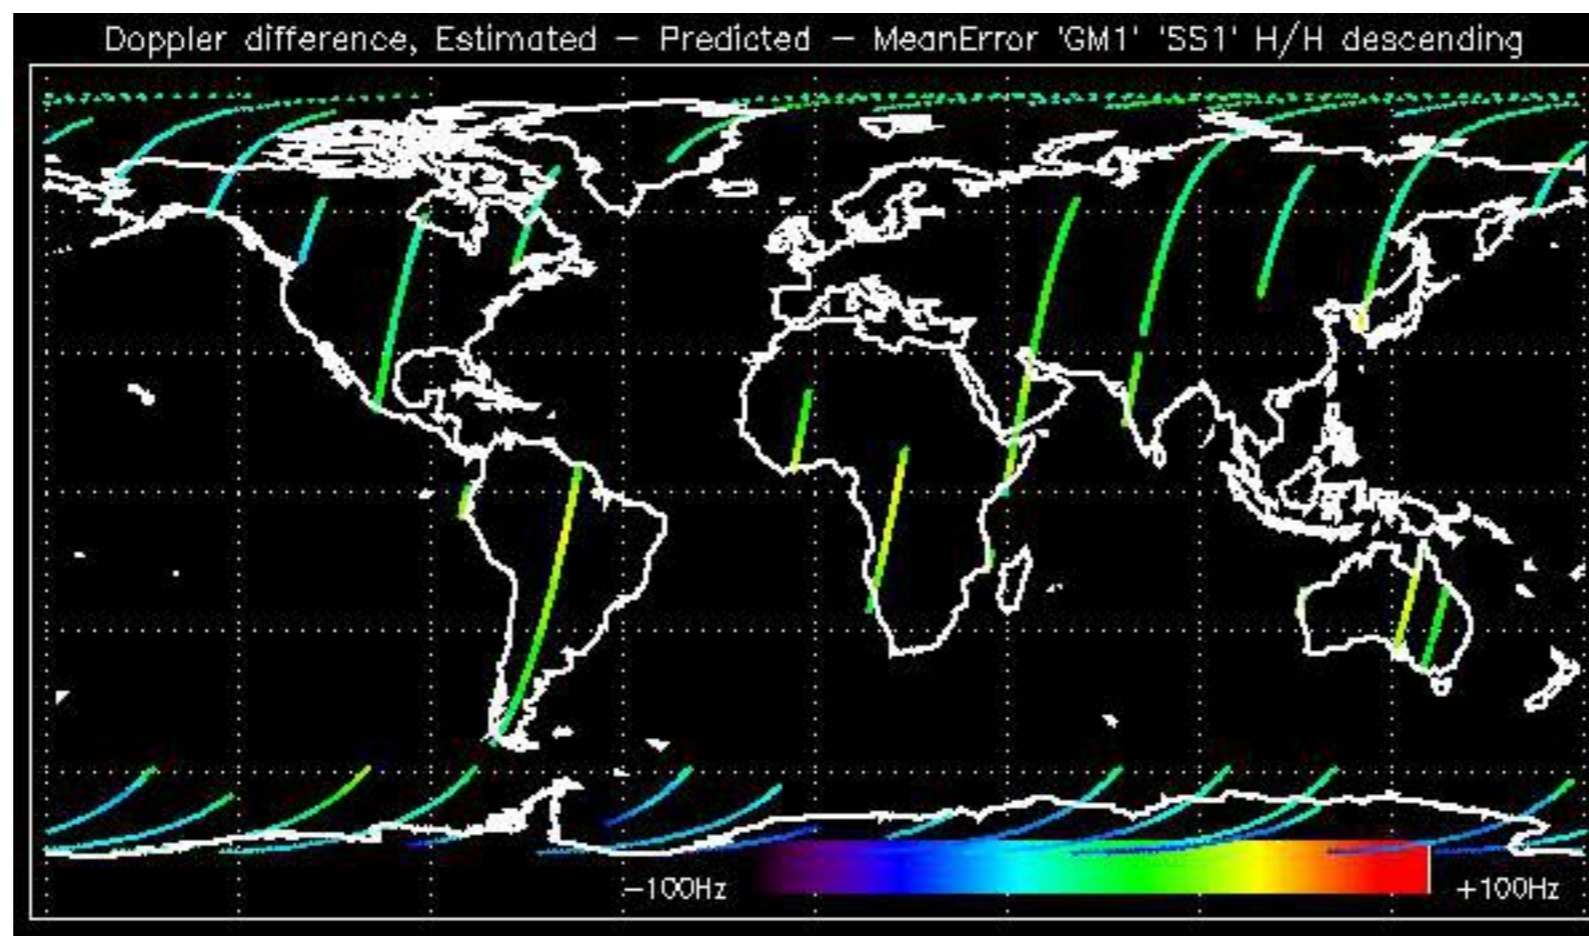 Doppler difference, Estimated – Predicted – MeanError 'GM1' 'SS1' H/H descending
–100Hz +100Hz